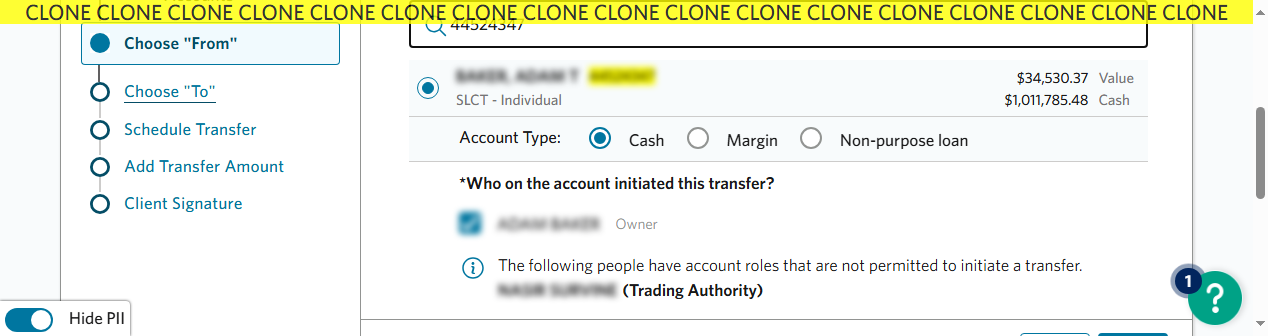 CLONE CLONE CLONE CLONE CLONE CLONE CLONE CLONE CLONE CLONE CLONE CLONE CLONE CLONE CLONE CLONE CLONE
44524347
Choose "From"
Choose "To"
Schedule Transfer
Add Transfer Amount
Client Signature
$34,530.37 Value
SLCT - Individual
$1,011,785.48 Cash
Account Type: Cash Margin Non-purpose loan
*Who on the account initiated this transfer?
Owner
The following people have account roles that are not permitted to initiate a transfer.
(Trading Authority)
1
?
Hide PII